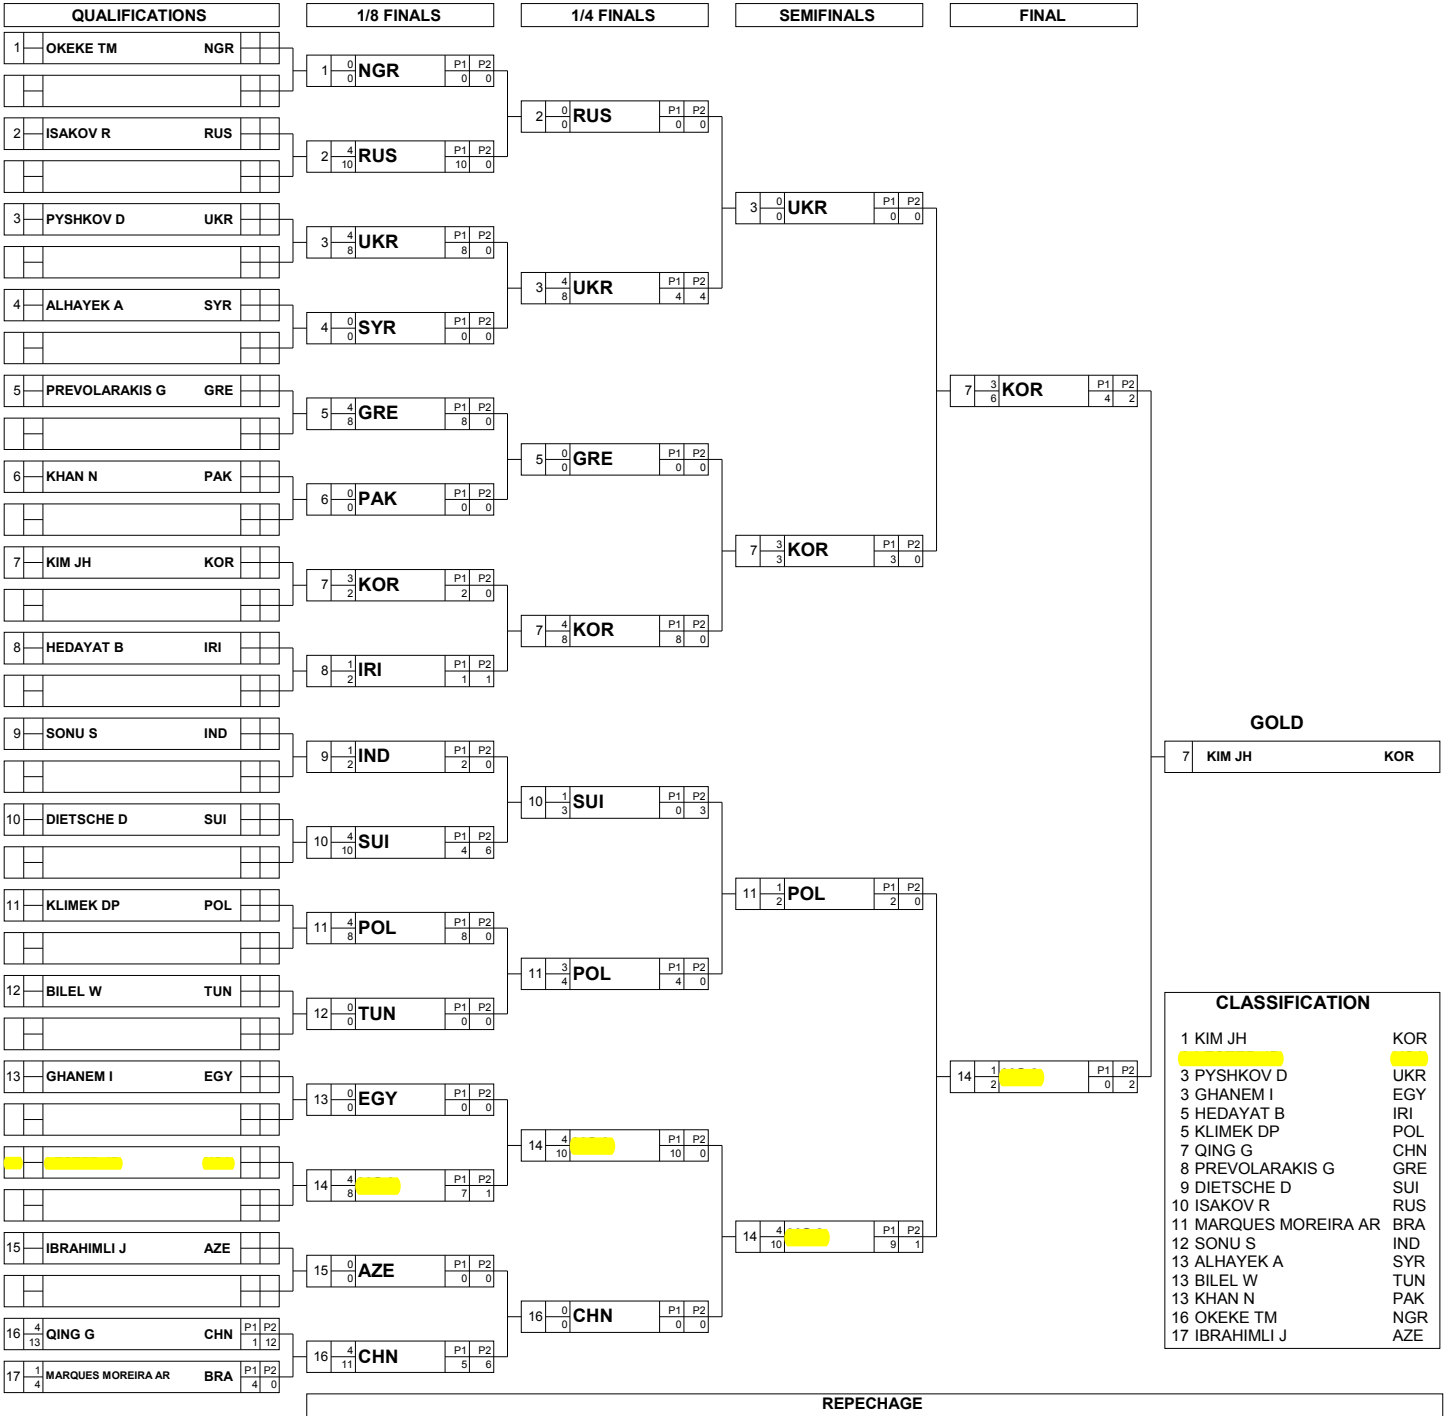 QUALIFICATIONS 1/8 FINALS 1/4 FINALS SEMIFINALS FINAL
1 OKEKE TM NGR
1 0 0 NGR P1 P2 0 0
2 0 0 RUS P1 P2 0 0
2 ISAKOV R RUS
2 4 10 RUS P1 P2 10 0
3 0 0 UKR P1 P2 0 0
3 PYSHKOV D UKR
3 4 8 UKR P1 P2 8 0
3 4 8 UKR P1 P2 4 4
4 ALHAYEK A SYR
4 0 0 SYR P1 P2 0 0
7 3 6 KOR P1 P2 4 2
5 PREVOLARAKIS G GRE
5 4 8 GRE P1 P2 8 0
5 0 0 GRE P1 P2 0 0
6 KHAN N PAK
6 0 0 PAK P1 P2 0 0
7 3 3 KOR P1 P2 3 0
7 KIM JH KOR
7 3 2 KOR P1 P2 2 0
7 4 8 KOR P1 P2 8 0
8 HEDAYAT B IRI
8 1 2 IRI P1 P2 1 1
GOLD
7 KIM JH KOR
9 SONU S IND
9 1 2 IND P1 P2 2 0
10 1 3 SUI P1 P2 0 3
10 DIETSCHE D SUI
10 4 10 SUI P1 P2 4 6
11 1 2 POL P1 P2 2 0
11 KLIMEK DP POL
11 4 8 POL P1 P2 8 0
11 3 4 POL P1 P2 4 0
12 BILEL W TUN
12 0 0 TUN P1 P2 0 0
14 1 2 P1 P2 0 2
13 GHANEM I EGY
13 0 0 EGY P1 P2 0 0
14 4 10 P1 P2 10 0
14 4 8 P1 P2 7 1
14 4 10 P1 P2 9 1
15 IBRAHIMLI J AZE
15 0 0 AZE P1 P2 0 0
16 0 0 CHN P1 P2 0 0
16 4 13 QING G CHN P1 P2 1 12
16 4 11 CHN P1 P2 5 6
17 1 4 MARQUES MOREIRA AR BRA P1 P2 4 0
CLASSIFICATION
1 KIM JH KOR
3 PYSHKOV D UKR
3 GHANEM I EGY
5 HEDAYAT B IRI
5 KLIMEK DP POL
7 QING G CHN
8 PREVOLARAKIS G GRE
9 DIETSCHE D SUI
10 ISAKOV R RUS
11 MARQUES MOREIRA AR BRA
12 SONU S IND
13 ALHAYEK A SYR
13 BILEL W TUN
13 KHAN N PAK
16 OKEKE TM NGR
17 IBRAHIMLI J AZE
REPECHAGE